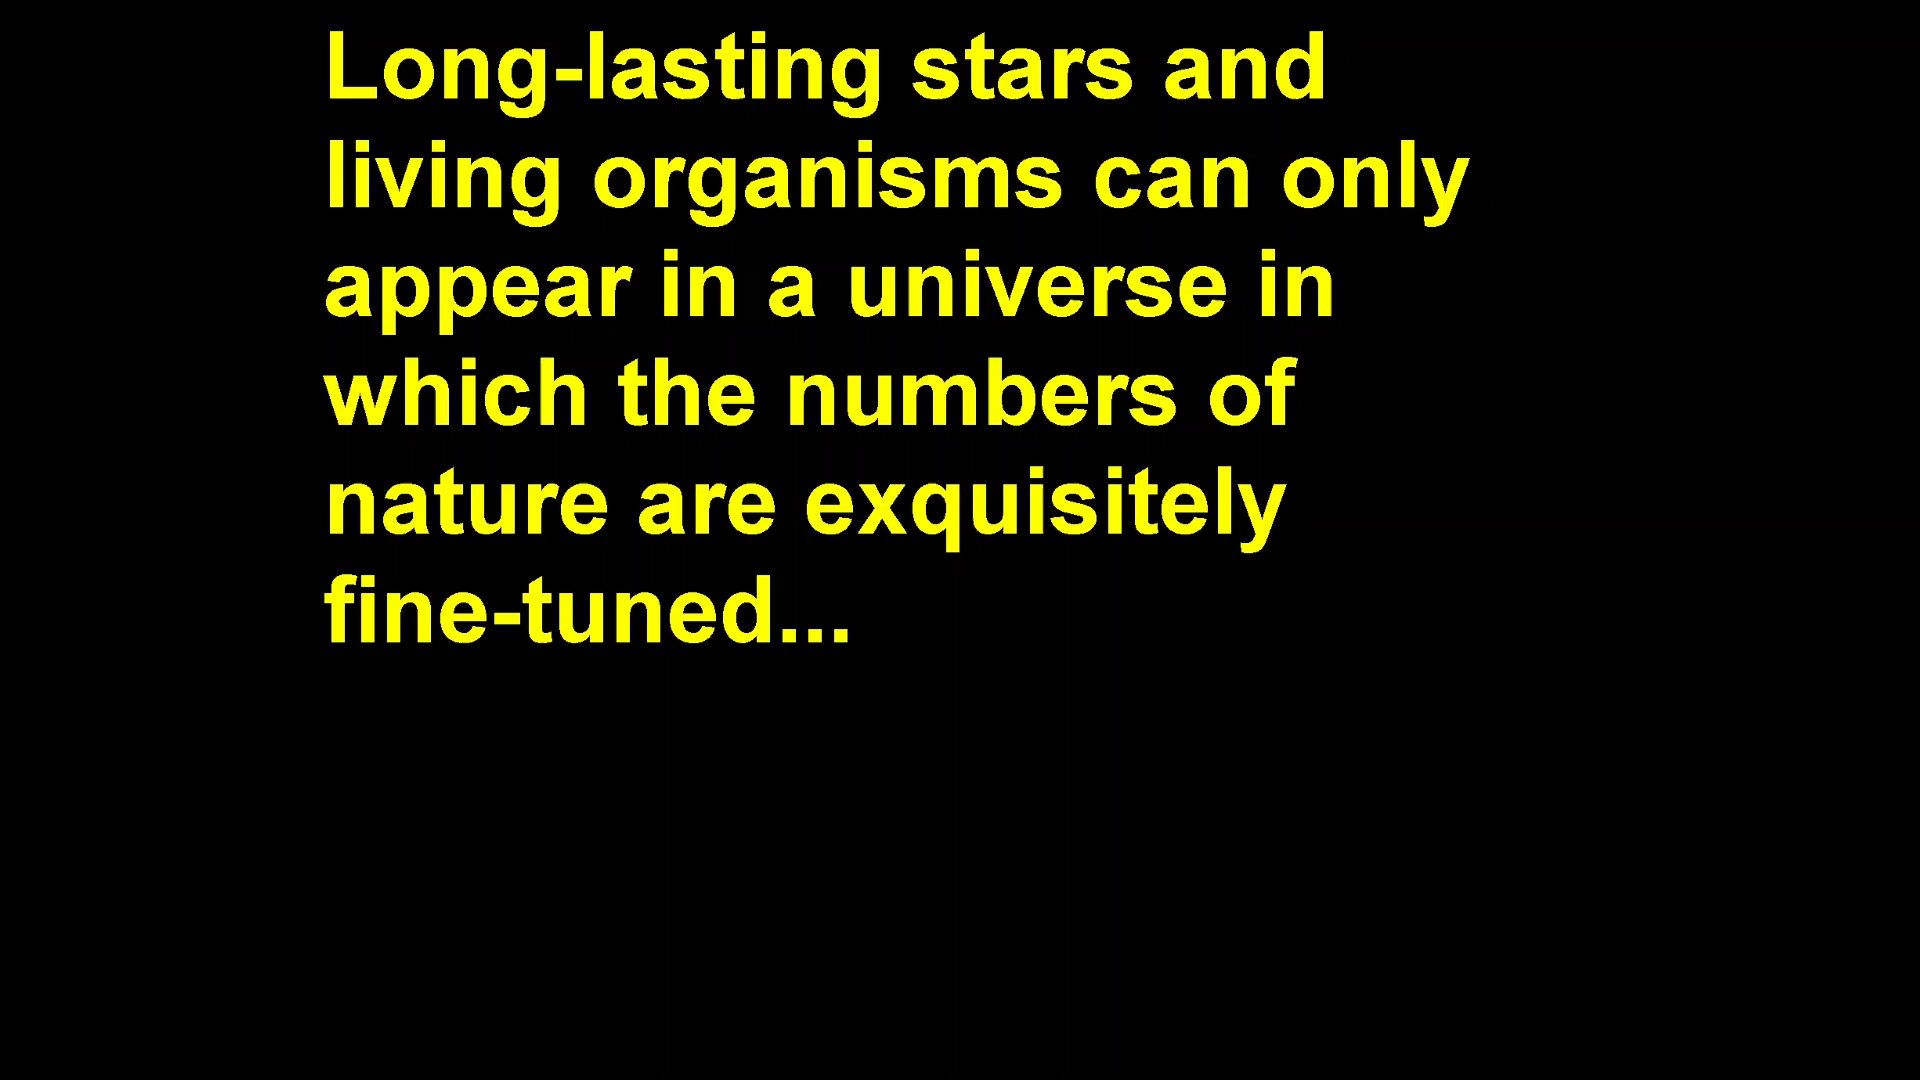 Long-lasting stars and
living organisms can only
appear in a universe in
which the numbers of
nature are exquisitely
fine-tuned...